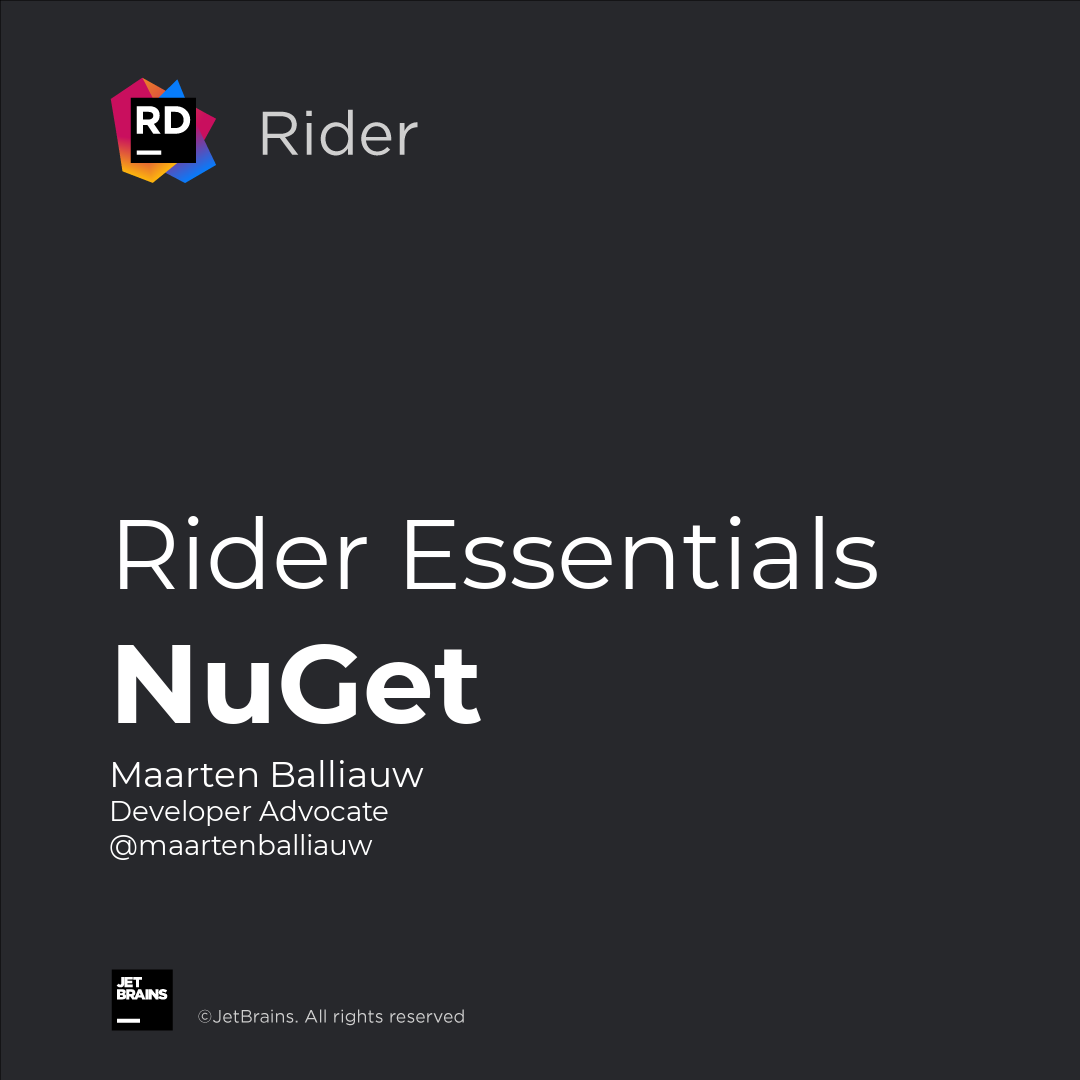 RD
Rider
Rider Essentials
NuGet
Maarten Balliauw
Developer Advocate
@maartenballiauw
JET
BRAINS
©JetBrains. All rights reserved